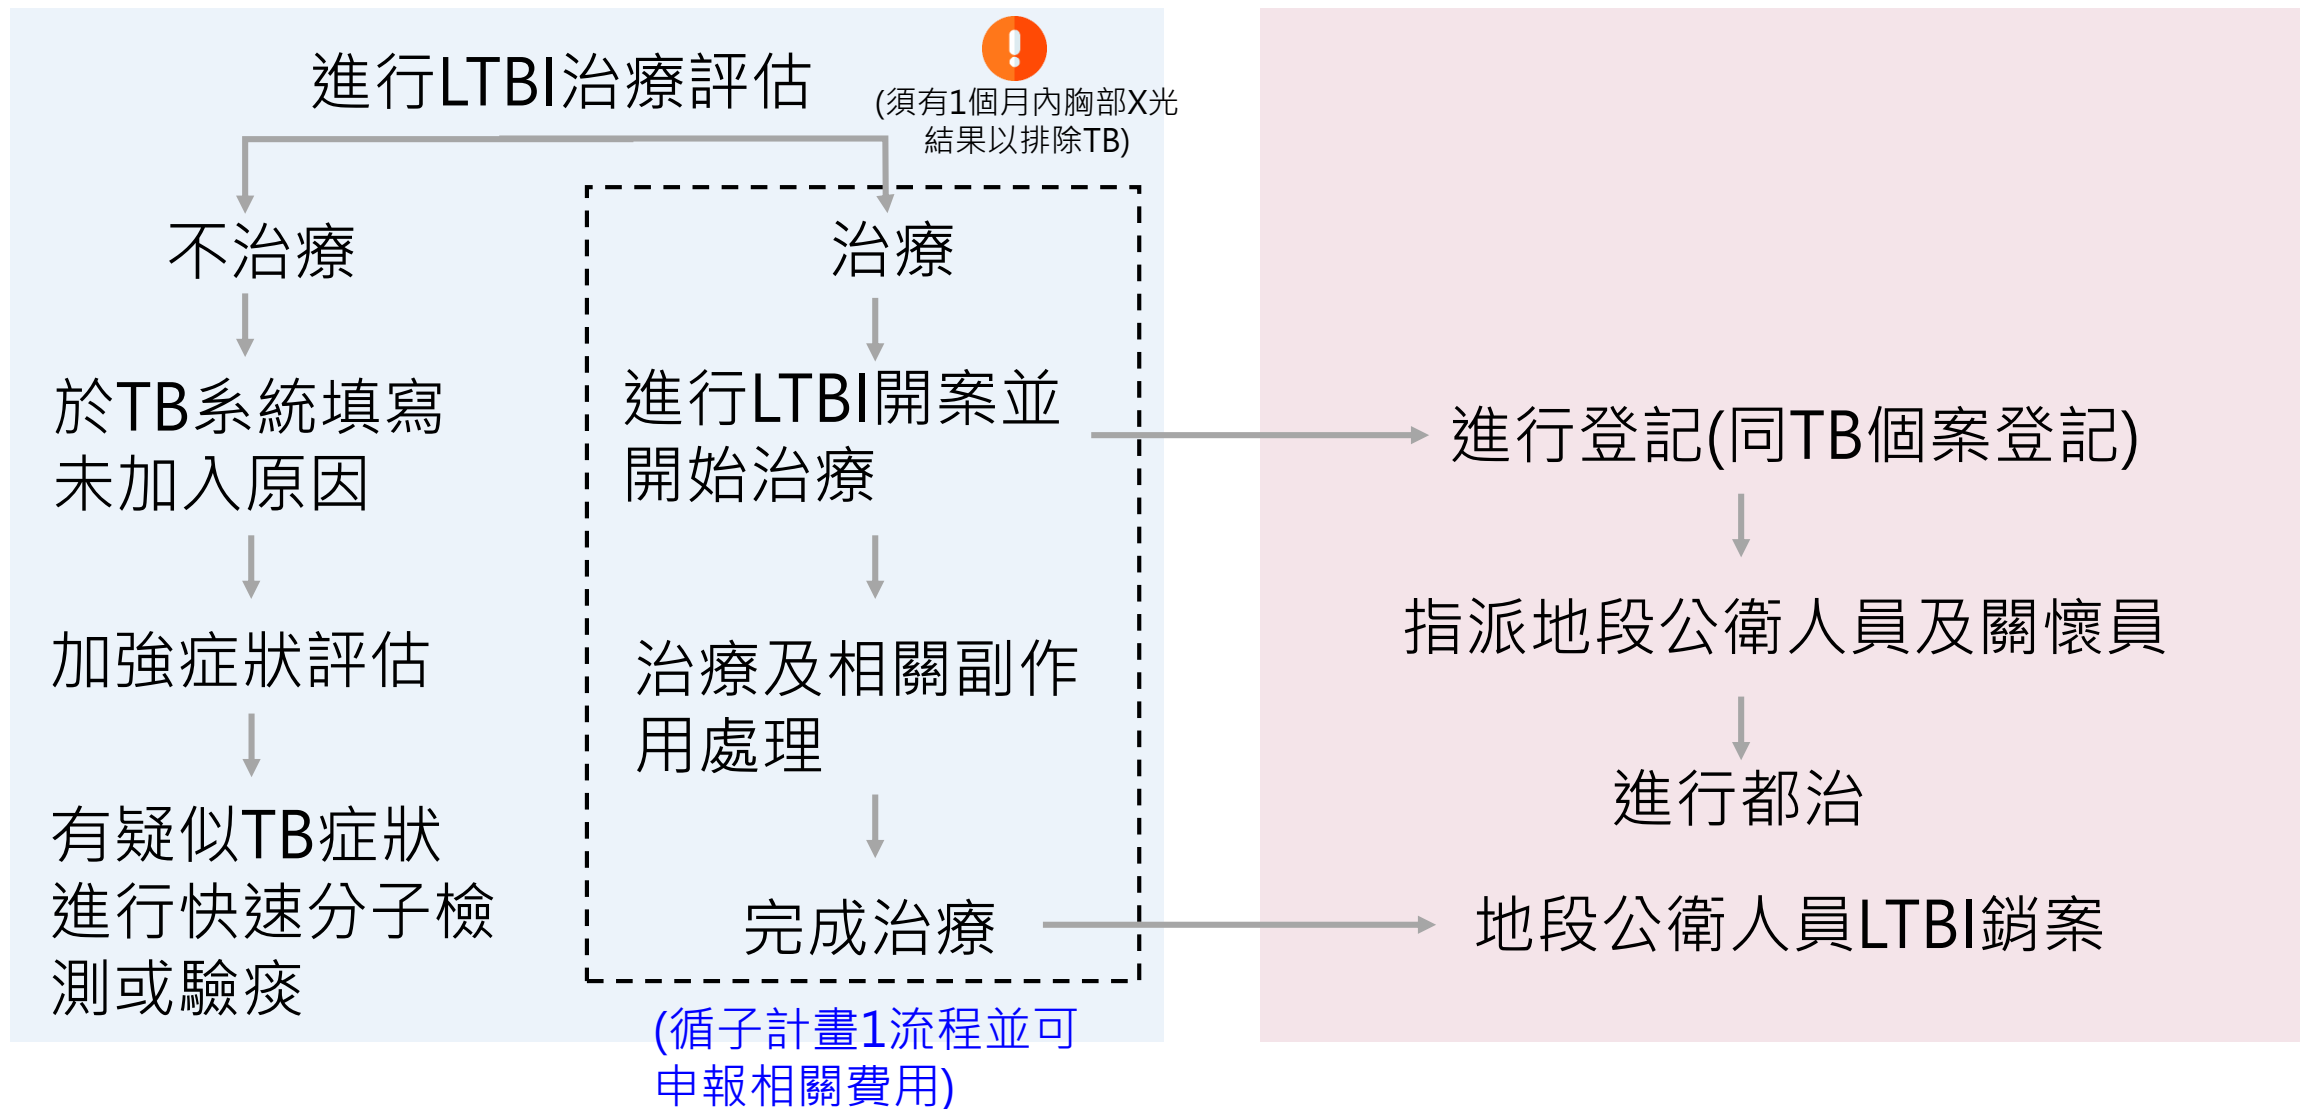 進行LTBI治療評估
(須有1個月內胸部X光
結果以排除TB)
不治療
於TB系統填寫
未加入原因
加強症狀評估
有疑似TB症狀
進行快速分子檢
測或驗痰
治療
進行LTBI開案並
開始治療
治療及相關副作
用處理
完成治療
(循子計畫1流程並可
申報相關費用)
進行登記(同TB個案登記)
指派地段公衛人員及關懷員
進行都治
地段公衛人員LTBI銷案